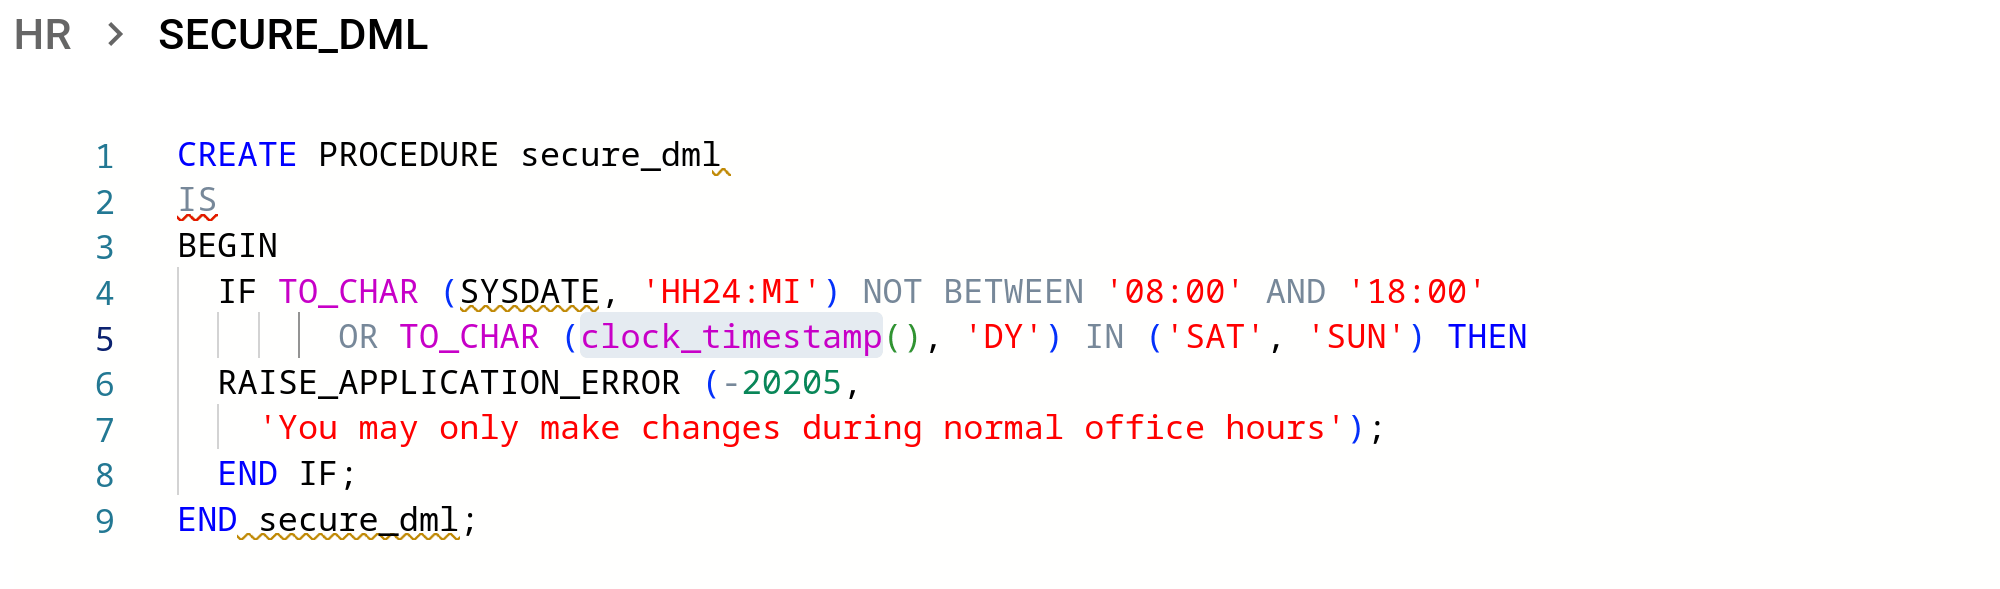 HR > SECURE_DML
1 CREATE PROCEDURE secure_dml
2 IS
3 BEGIN
4   IF TO_CHAR (SYSDATE, 'HH24:MI') NOT BETWEEN '08:00' AND '18:00'
5         OR TO_CHAR (clock_timestamp(), 'DY') IN ('SAT', 'SUN') THEN
6   RAISE_APPLICATION_ERROR (-20205,
7     'You may only make changes during normal office hours');
8   END IF;
9 END secure_dml;